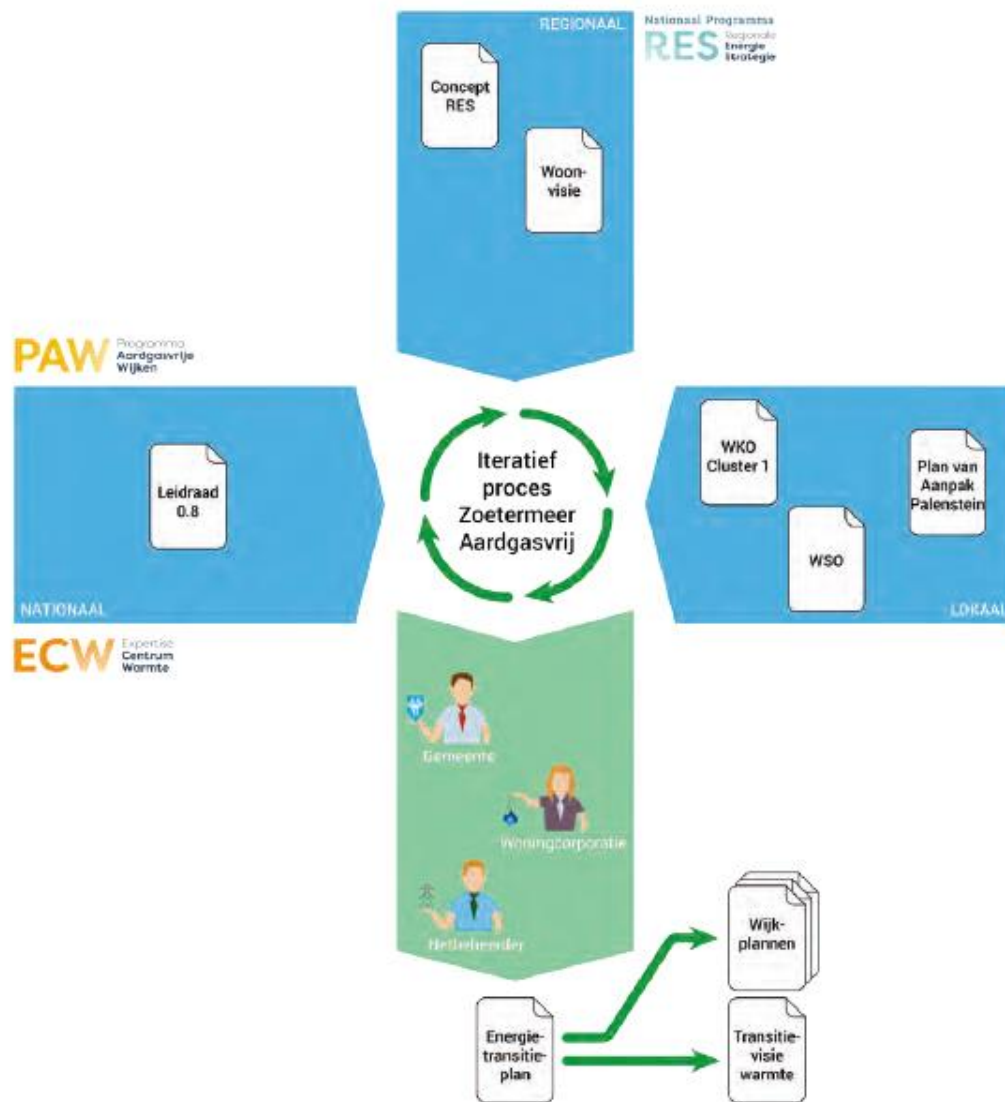 REGIONAAL
Nationaal Programma
RES
Regionale
Energie
Strategie
Concept
RES
Woon-
visie
PAW
Programma
Aardgasvrije
Wijken
Leidraad
0.8
NATIONAAL
ECW
Expertise
Centrum
Warmte
Iteratief
proces
Zoetermeer
Aardgasvrij
WKO
Cluster 1
Plan van
Aanpak
Palenstein
WSO
LOKAAL
Gemeente
Woningcorporatie
Netbeheerder
Energie-
transitie-
plan
Wijk-
plannen
Transitie-
visie
warmte